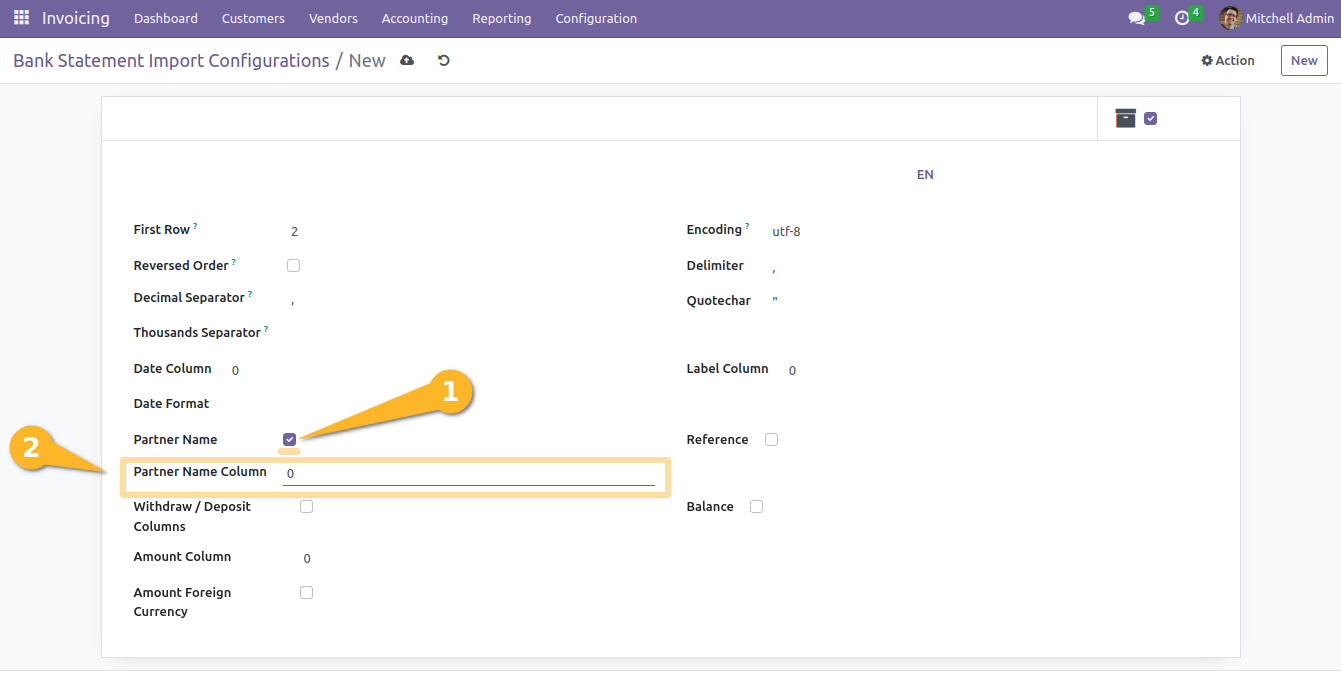 Invoicing Dashboard Customers Vendors Accounting Reporting Configuration 5 4 Mitchell Admin
Bank Statement Import Configurations / New Action New
EN
First Row ? 2 Encoding ? utf-8
Reversed Order ? Delimiter ,
Decimal Separator ? , Quotechar "
Thousands Separator ?
Date Column 0 Label Column 0
Date Format
1
Partner Name Reference
2
Partner Name Column 0
Withdraw / Deposit Balance
Columns
Amount Column 0
Amount Foreign
Currency